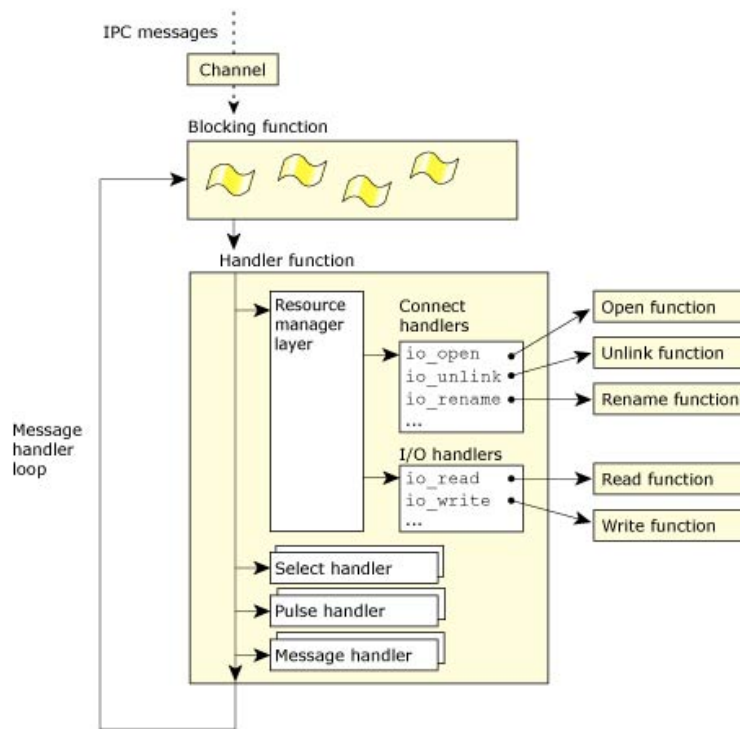 IPC messages
Channel
Blocking function
Handler function
Resource
manager
layer
Connect
handlers
io_open
io_unlink
io_rename
...
Open function
Unlink function
Rename function
Message
handler
loop
I/O handlers
io_read
io_write
...
Read function
Write function
Select handler
Pulse handler
Message handler